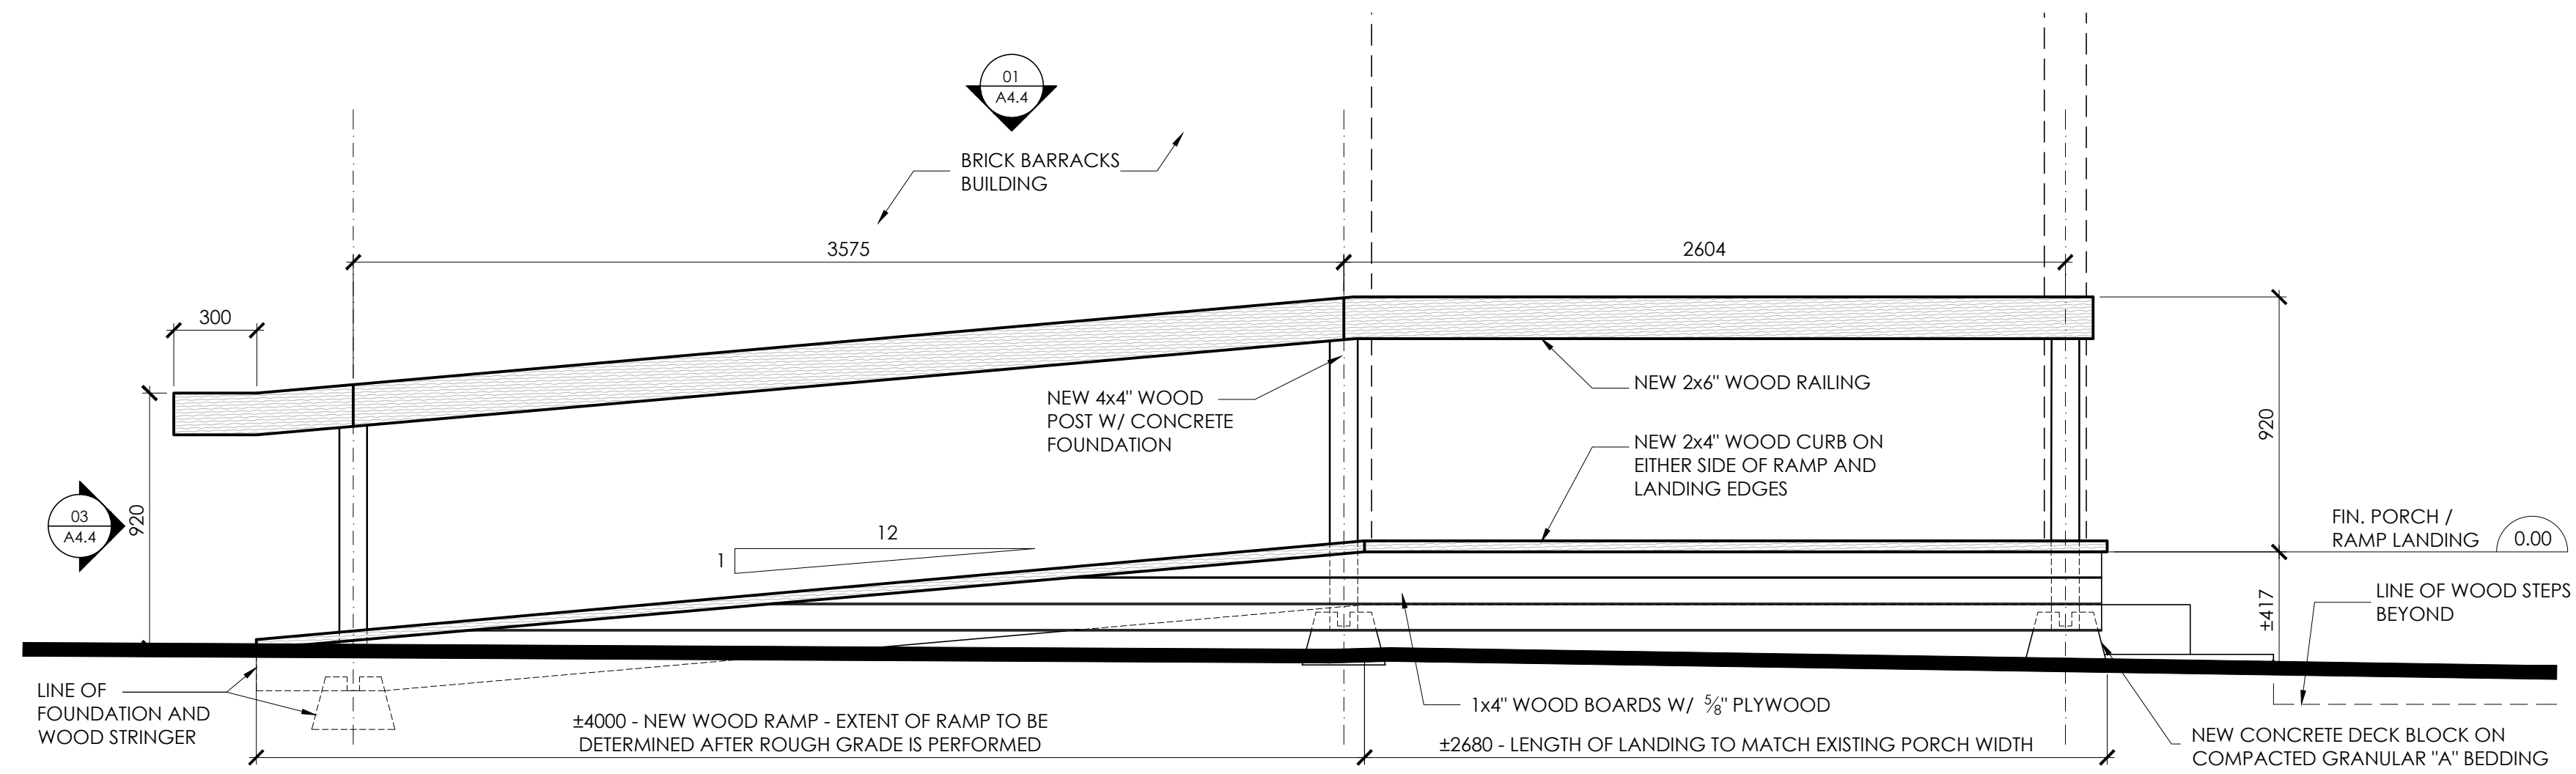 01
A4.4
BRICK BARRACKS
BUILDING
3575
2604
300
NEW 2x6" WOOD RAILING
NEW 4x4" WOOD
POST W/ CONCRETE
FOUNDATION
920
NEW 2x4" WOOD CURB ON
EITHER SIDE OF RAMP AND
LANDING EDGES
03
A4.4
920
12
1
FIN. PORCH /
RAMP LANDING
0.00
±417
LINE OF WOOD STEPS
BEYOND
LINE OF
FOUNDATION AND
WOOD STRINGER
1x4" WOOD BOARDS W/ 5/8" PLYWOOD
±4000 - NEW WOOD RAMP - EXTENT OF RAMP TO BE
DETERMINED AFTER ROUGH GRADE IS PERFORMED
±2680 - LENGTH OF LANDING TO MATCH EXISTING PORCH WIDTH
NEW CONCRETE DECK BLOCK ON
COMPACTED GRANULAR "A" BEDDING